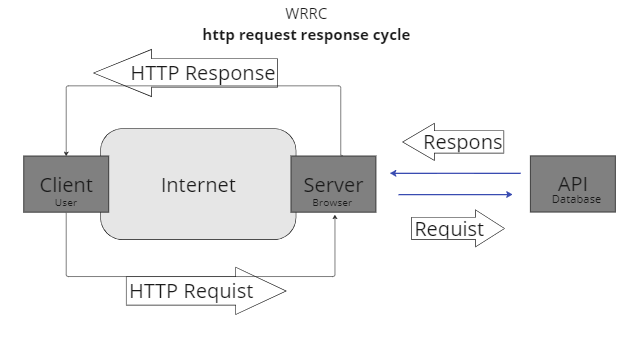 WRRC
http request response cycle
HTTP Response
Respons
Client
User
Internet
Server
Browser
API
Database
Requist
HTTP Requist